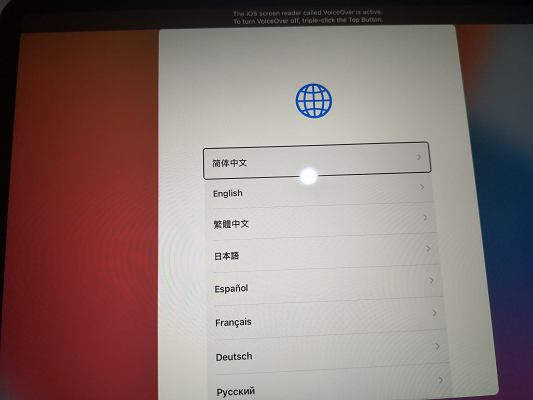 The iOS screen reader called VoiceOver is active.
To turn VoiceOver off, triple-click the Top Button.
简体中文
English
繁體中文
日本語
Español
Français
Deutsch
Русский